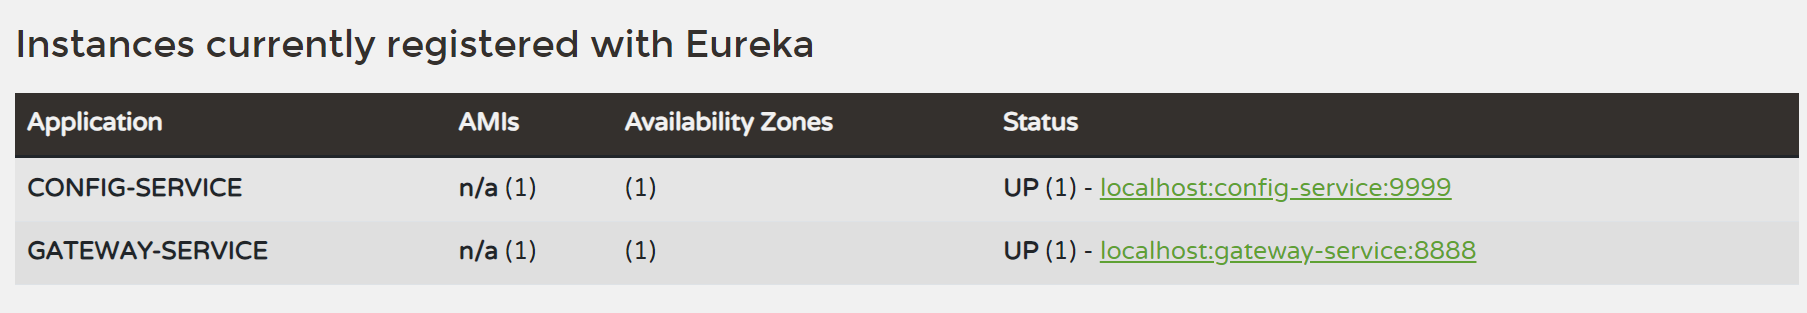 Instances currently registered with Eureka
Application AMIs Availability Zones Status
CONFIG-SERVICE n/a (1) (1) UP (1) - localhost:config-service:9999
GATEWAY-SERVICE n/a (1) (1) UP (1) - localhost:gateway-service:8888